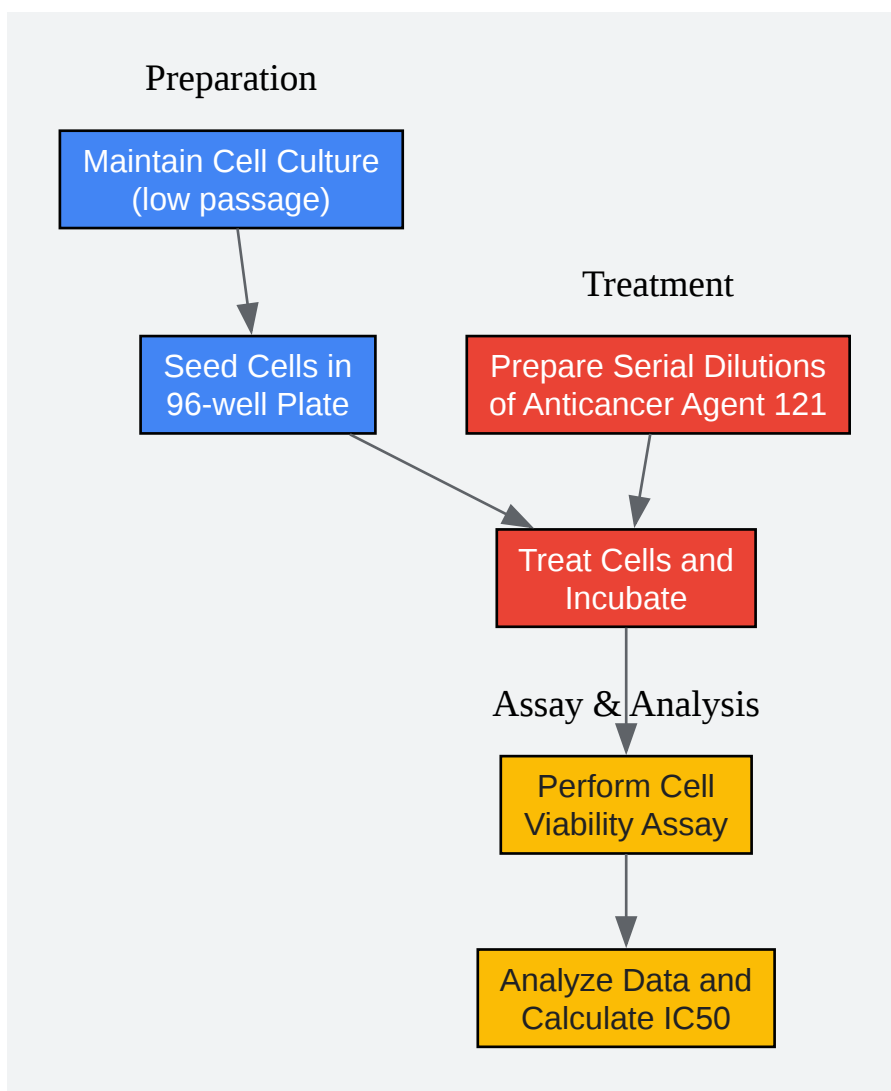 Preparation
Maintain Cell Culture
(low passage)
Treatment
Seed Cells in
96-well Plate
Prepare Serial Dilutions
of Anticancer Agent 121
Treat Cells and
Incubate
Assay & Analysis
Perform Cell
Viability Assay
Analyze Data and
Calculate IC50